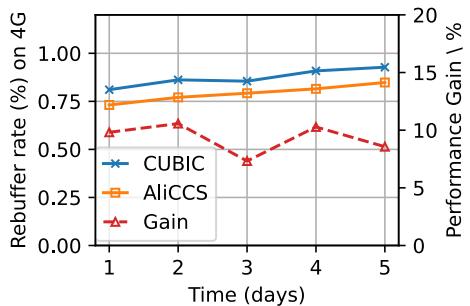 Rebuffer rate (%) on 4G
1.00
0.75
0.50
0.25
0.00
20
15
10
5
0
Performance Gain \ %
CUBIC
AliCCS
Gain
1 2 3 4 5
Time (days)